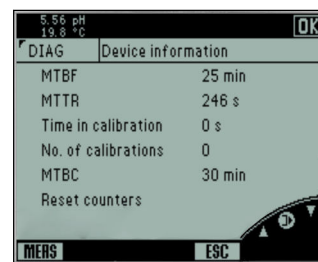 5.56 pH
19.8 °C
OK
DIAG Device information
MTBF 25 min
MTTR 246 s
Time in calibration 0 s
No. of calibrations 0
MTBC 30 min
Reset counters
MERS ESC